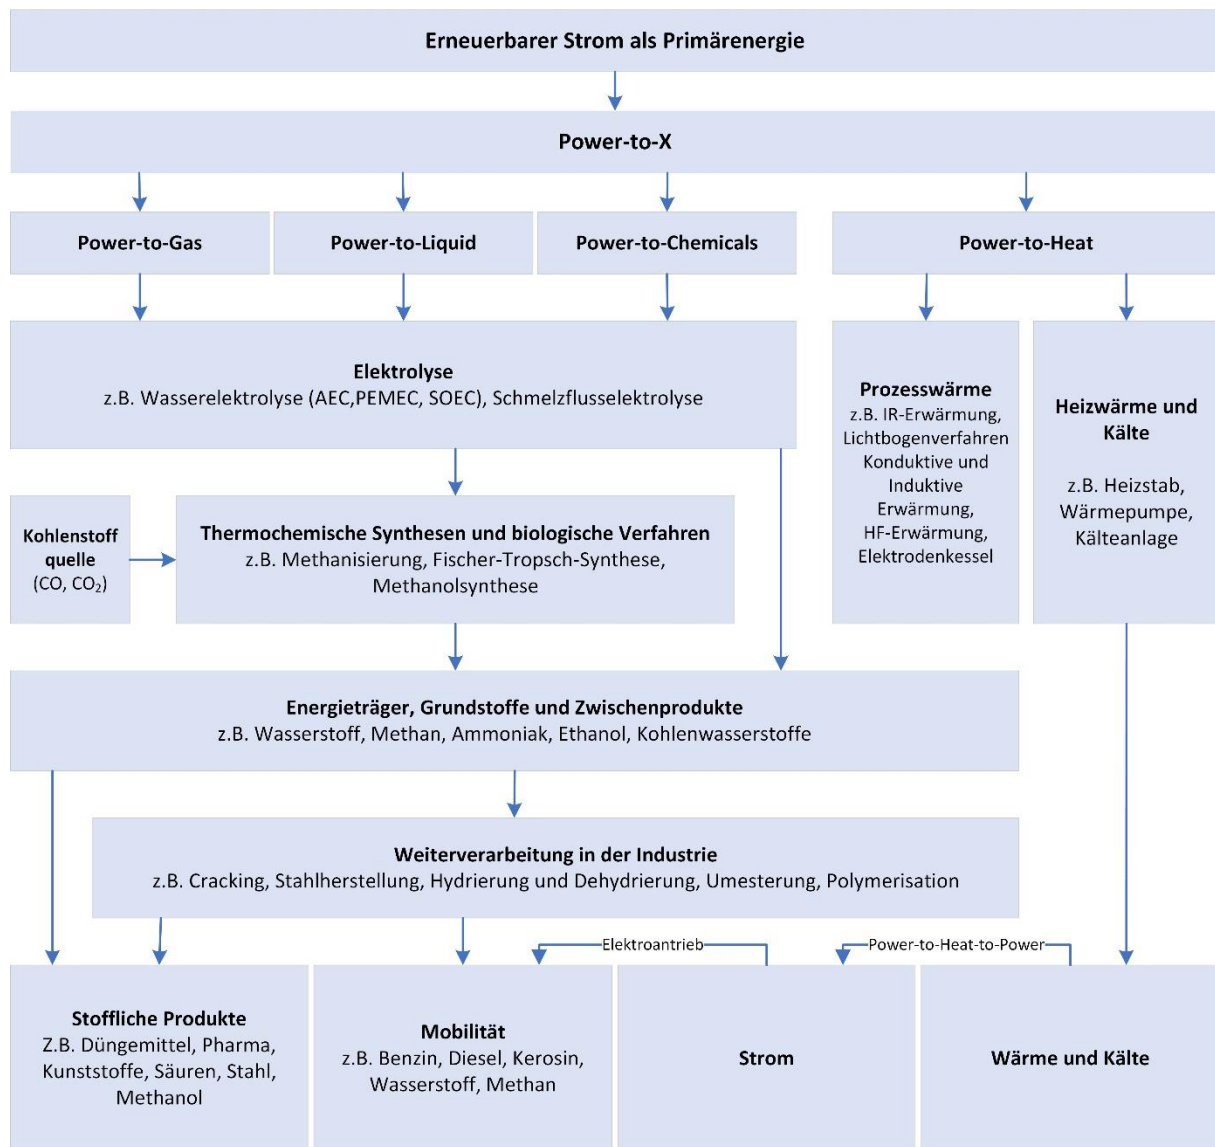 Erneuerbarer Strom als Primärenergie
Power-to-X
Power-to-Gas
Power-to-Liquid
Power-to-Chemicals
Power-to-Heat
Elektrolyse
z.B. Wasserelektrolyse (AEC,PEMEC, SOEC), Schmelzflusselektrolyse
Prozesswärme
z.B. IR-Erwärmung,
Lichtbogenverfahren
Konduktive und
Induktive
Erwärmung,
HF-Erwärmung,
Elektrodenkessel
Heizwärme und
Kälte
z.B. Heizstab,
Wärmepumpe,
Kälteanlage
Kohlenstoff
quelle
(CO, CO₂)
Thermochemische Synthesen und biologische Verfahren
z.B. Methanisierung, Fischer-Tropsch-Synthese,
Methanolsynthese
Energieträger, Grundstoffe und Zwischenprodukte
z.B. Wasserstoff, Methan, Ammoniak, Ethanol, Kohlenwasserstoffe
Weiterverarbeitung in der Industrie
z.B. Cracking, Stahlherstellung, Hydrierung und Dehydrierung, Umesterung, Polymerisation
Elektroantrieb
Power-to-Heat-to-Power
Stoffliche Produkte
Z.B. Düngemittel, Pharma,
Kunststoffe, Säuren, Stahl,
Methanol
Mobilität
z.B. Benzin, Diesel, Kerosin,
Wasserstoff, Methan
Strom
Wärme und Kälte